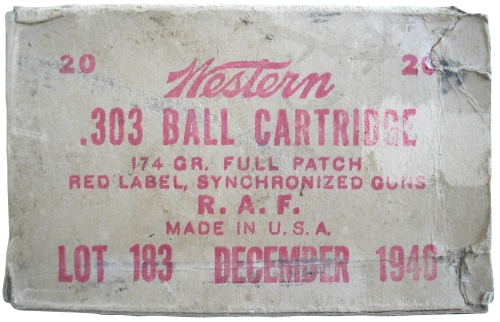 20 Western 20
.303 BALL CARTRIDGE
174 GR. FULL PATCH
RED LABEL, SYNCHRONIZED GUNS
R. A. F.
MADE IN U.S.A.
LOT 183 DECEMBER 1940